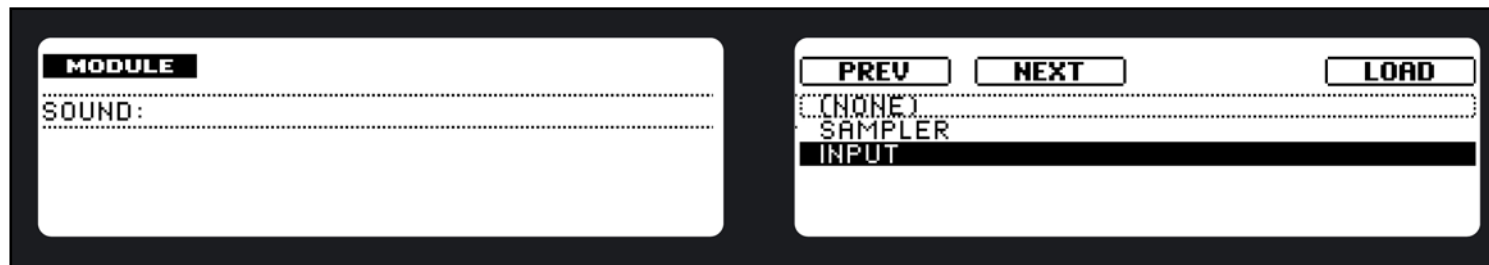 MODULE
SOUND:
PREV NEXT LOAD
(NONE)
SAMPLER
INPUT